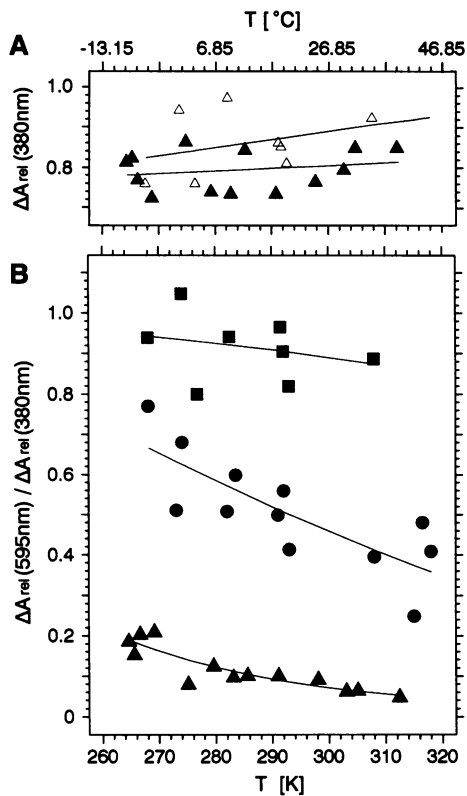 T [°C]
-13.15 6.85 26.85 46.85
A
1.0
0.8
ΔA rel (380nm)
B
1.0
0.8
0.6
0.4
0.2
0
ΔA rel (595nm) / ΔA rel (380nm)
260 270 280 290 300 310 320
T [K]